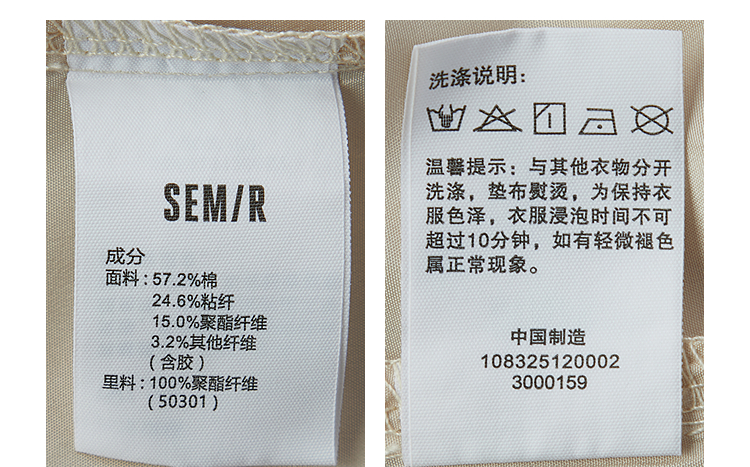 SEM/R
成分
面料:57.2%棉
24.6%粘纤
15.0%聚酯纤维
3.2%其他纤维
(含胶)
里料:100%聚酯纤维
(50301)
洗涤说明:
温馨提示:与其他衣物分开
洗涤，垫布熨烫，为保持衣
服色泽，衣服浸泡时间不可
超过10分钟，如有轻微褪色
属正常现象。
中国制造
108325120002
3000159